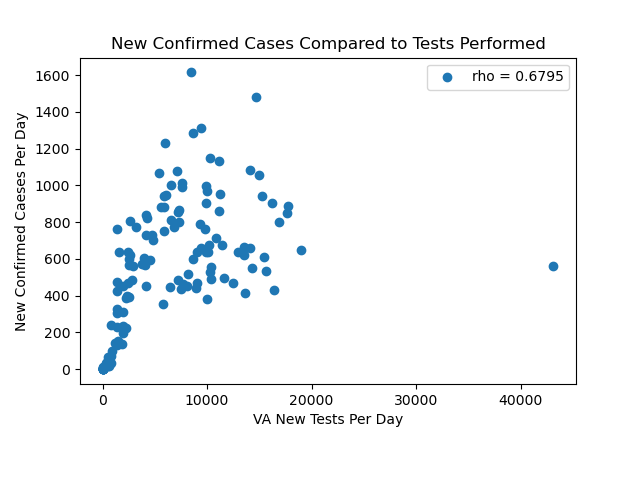 New Confirmed Cases Compared to Tests Performed
rho = 0.6795
1600
1400
1200
1000
800
600
400
200
0
New Confirmed Caeses Per Day
0 10000 20000 30000 40000
VA New Tests Per Day